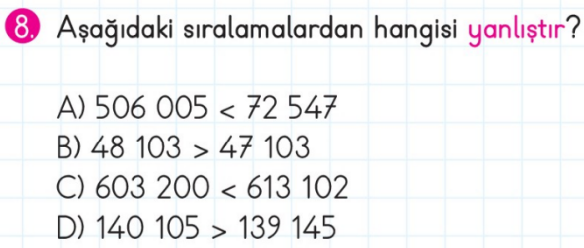 8. Aşağıdaki sıralamalardan hangisi yanlıştır?
A) 506 005 < 72 547
B) 48 103 > 47 103
C) 603 200 < 613 102
D) 140 105 > 139 145